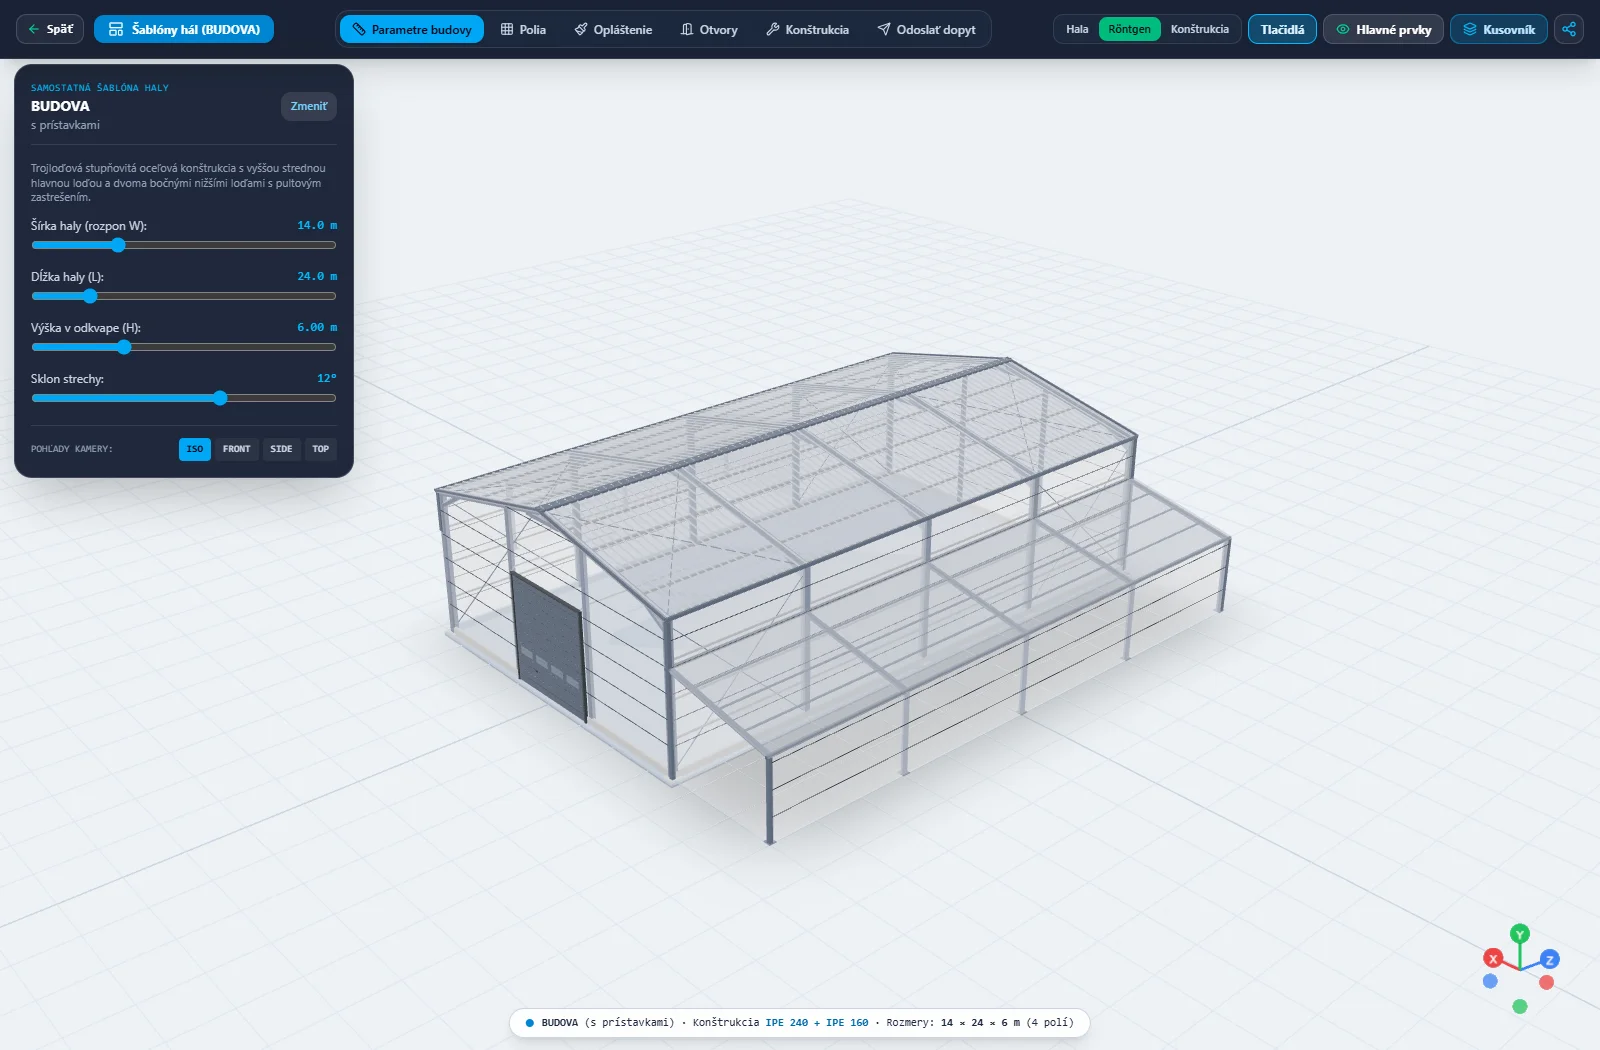 Späť
Šablóny hál (BUDOVA)
Parametre budovy
Polia
Opláštenie
Otvory
Konštrukcia
Odoslať dopyt
Hala
Röntgen
Konštrukcia
Tlačidlá
Hlavné prvky
Kusovník
SAMOSTATNÁ ŠABLÓNA HALY
BUDOVA
Zmeniť
s prístavkami
Trojloďová stupňovitá oceľová konštrukcia s vyššou strednou
hlavnou loďou a dvoma bočnými nižšími loďami s pultovým
zastrešením.
Šírka haly (rozpon W): 14.0 m
Dĺžka haly (L): 24.0 m
Výška v odkvape (H): 6.00 m
Sklon strechy: 12°
POHĽADY KAMERY: ISO FRONT SIDE TOP
Y
X
Z
BUDOVA (s prístavkami) · Konštrukcia IPE 240 + IPE 160 · Rozmery: 14 × 24 × 6 m (4 polí)